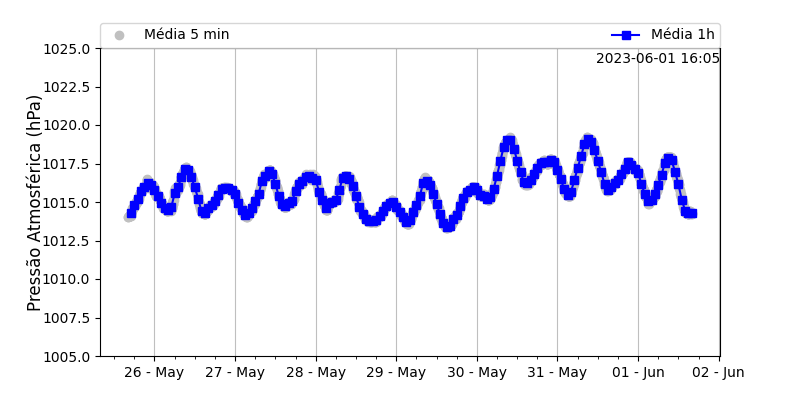 Média 5 min
Média 1h
2023-06-01 16:05
Pressão Atmosférica (hPa)
1025.0
1022.5
1020.0
1017.5
1015.0
1012.5
1010.0
1007.5
1005.0
26 - May
27 - May
28 - May
29 - May
30 - May
31 - May
01 - Jun
02 - Jun